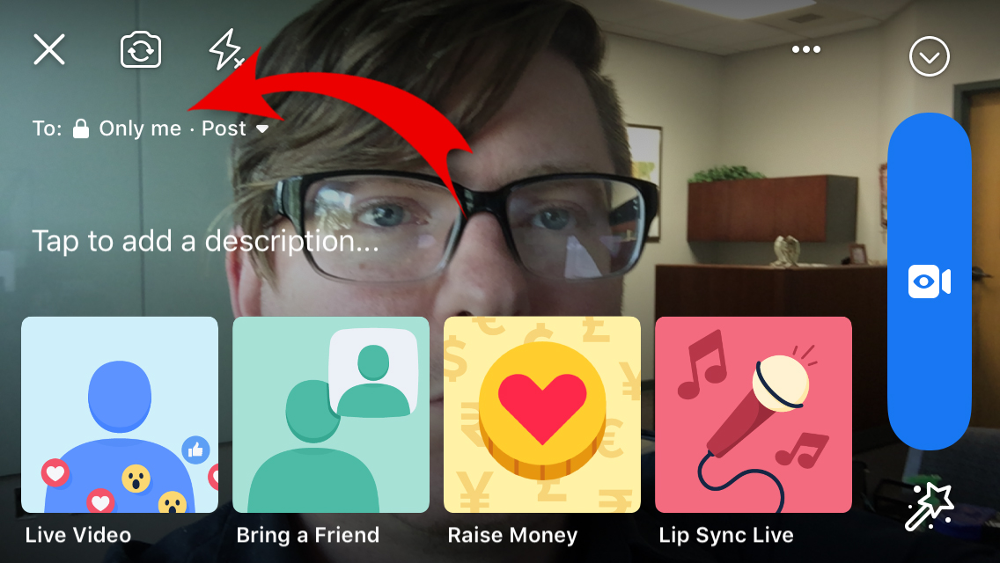 To: Only me · Post
Tap to add a description...
Live Video
Bring a Friend
Raise Money
Lip Sync Live